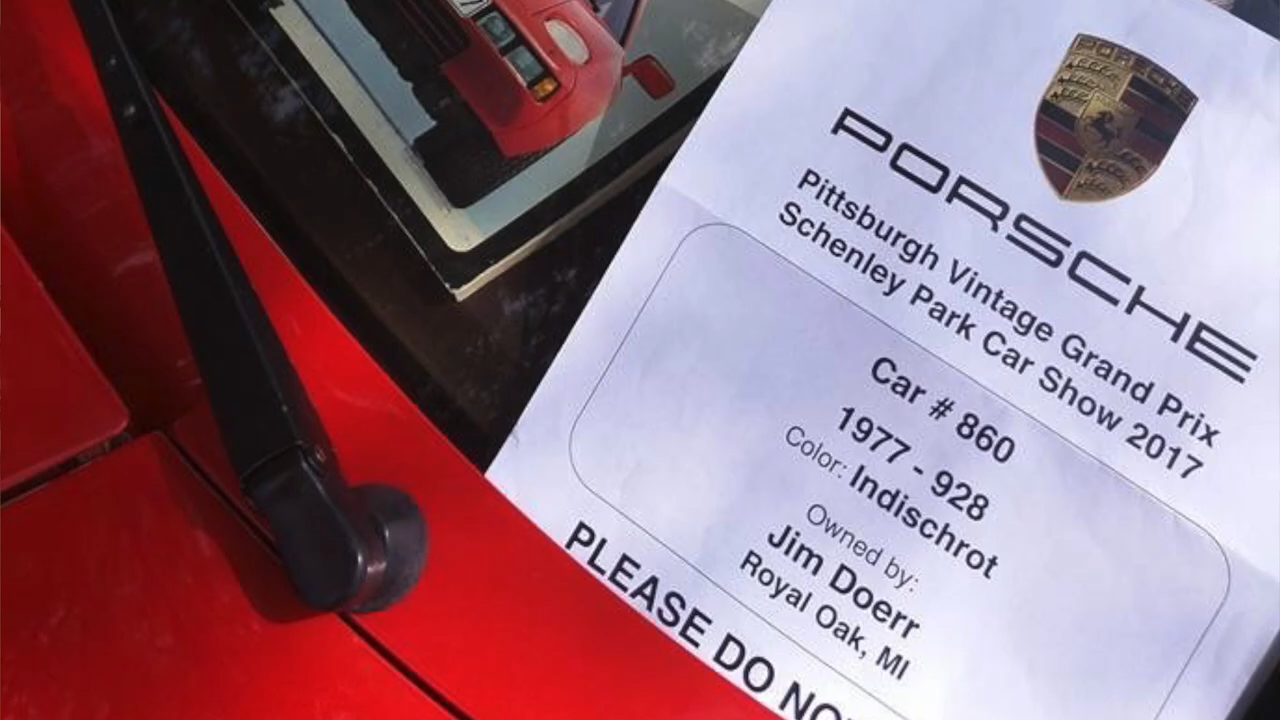 PORSCHE
PORSCHE
Pittsburgh Vintage Grand Prix
Schenley Park Car Show 2017
Car # 860
1977 - 928
Color: Indischrot
Owned by:
Jim Doerr
Royal Oak, MI
PLEASE DO NO